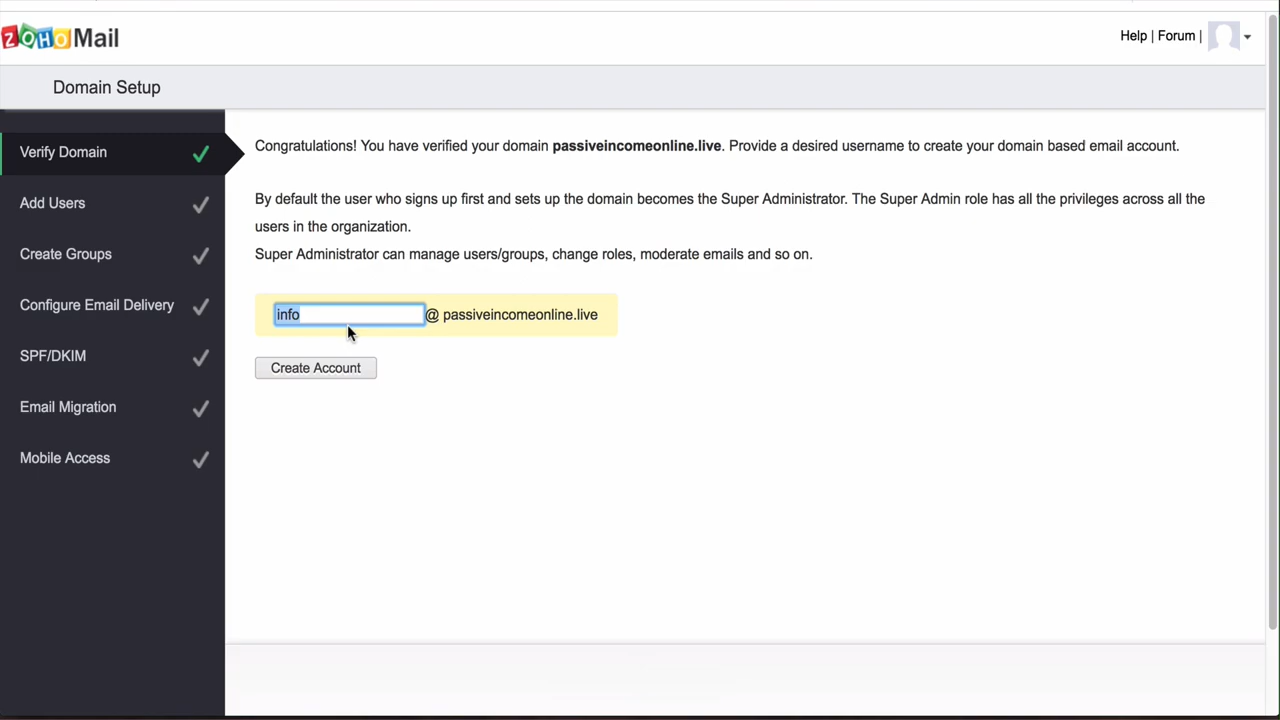 ZOHO Mail
Help | Forum |
Domain Setup
Verify Domain
Add Users
Create Groups
Configure Email Delivery
SPF/DKIM
Email Migration
Mobile Access
Congratulations! You have verified your domain passiveincomeonline.live. Provide a desired username to create your domain based email account.
By default the user who signs up first and sets up the domain becomes the Super Administrator. The Super Admin role has all the privileges across all the
users in the organization.
Super Administrator can manage users/groups, change roles, moderate emails and so on.
info @ passiveincomeonline.live
Create Account